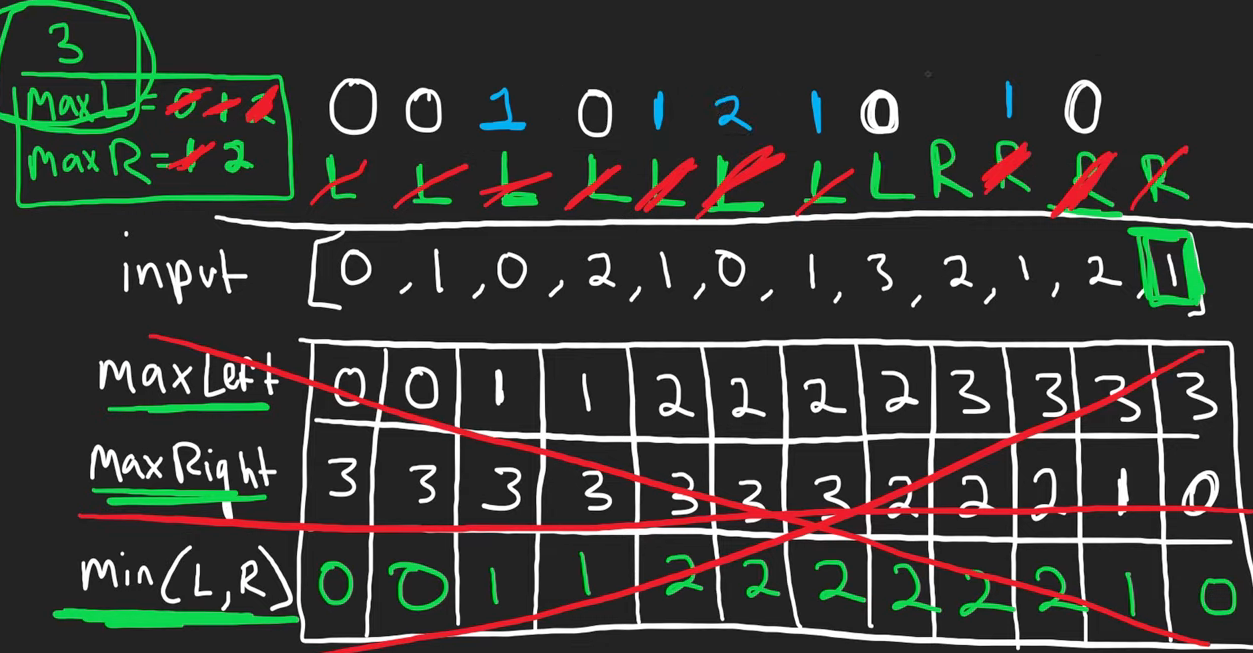 3
maxL = 0 1 2
maxR = 1 2
0 0 1 0 1 2 1 0 1 0
L L L L L L L L R R R R
input [0, 1, 0, 2, 1, 0, 1, 3, 2, 1, 2, 1]
maxLeft 0 0 1 1 2 2 2 2 3 3 3 3
maxRight 3 3 3 3 3 3 3 2 2 2 1 0
min(L, R) 0 0 1 1 2 2 2 2 2 2 1 0